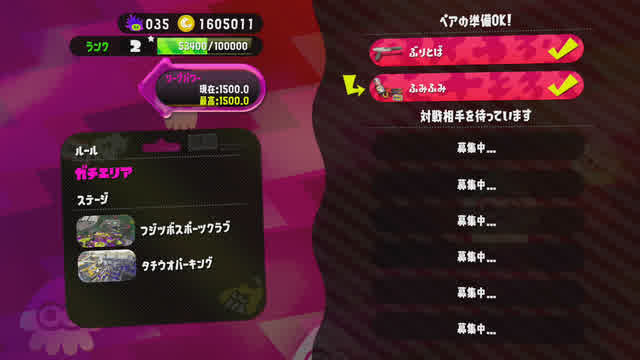 035 1605011
ランク 2 53400/100000
リーグパワー
現在:1500.0
最高:1500.0
ルール
ガチエリア
ステージ
フジツボスポーツクラブ
タチウオパーキング
ペアの準備OK!
ぷりとば
ふみふみ
対戦相手を待っています
募集中...
募集中...
募集中...
募集中...
募集中...
募集中...